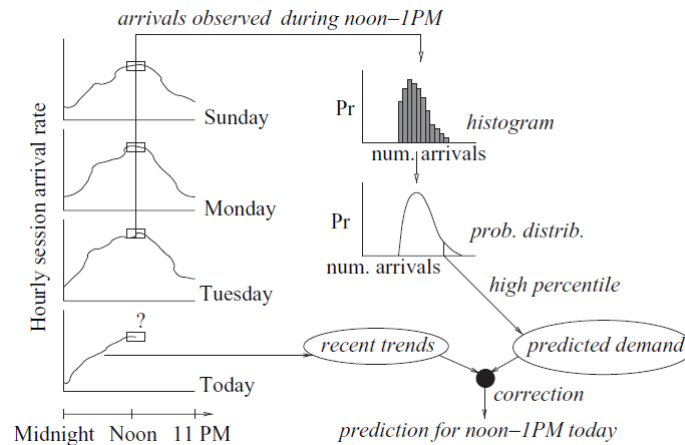 arrivals observed during noon–1PM
Hourly session arrival rate
Sunday
Monday
Tuesday
?
Today
Midnight Noon 11 PM
Pr
histogram
num. arrivals
Pr
prob. distrib.
num. arrivals
high percentile
recent trends
predicted demand
correction
prediction for noon–1PM today